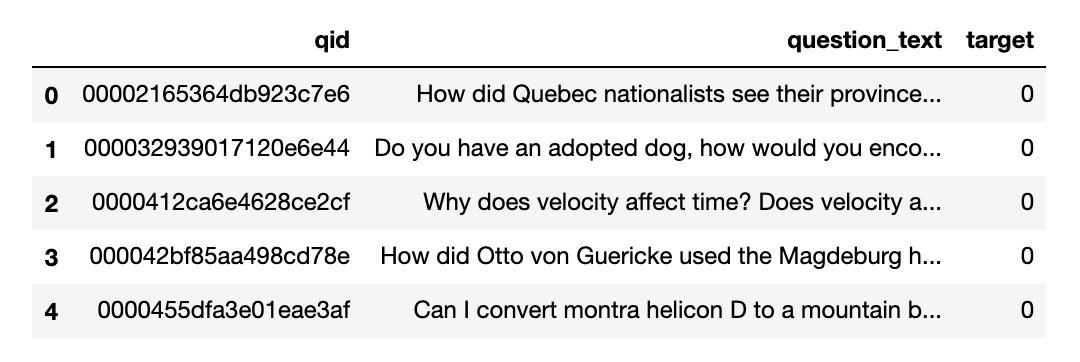 qid question_text target
0 00002165364db923c7e6 How did Quebec nationalists see their province... 0
1 000032939017120e6e44 Do you have an adopted dog, how would you enco... 0
2 0000412ca6e4628ce2cf Why does velocity affect time? Does velocity a... 0
3 000042bf85aa498cd78e How did Otto von Guericke used the Magdeburg h... 0
4 0000455dfa3e01eae3af Can I convert montra helicon D to a mountain b... 0